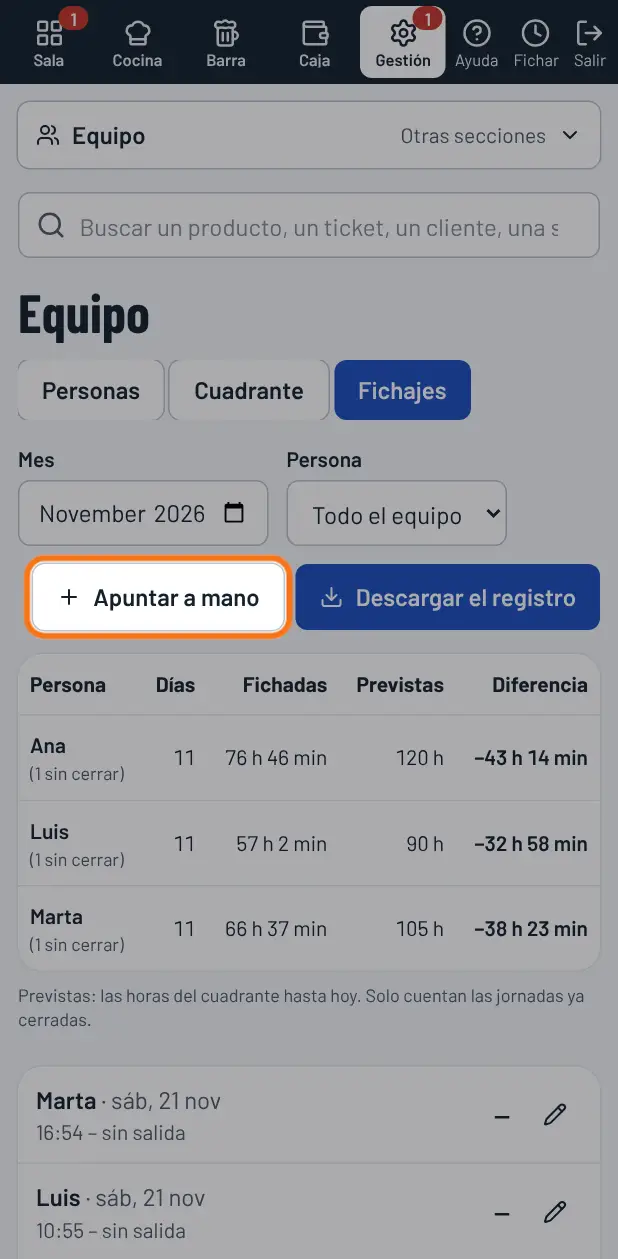 1 1
Sala Cocina Barra Caja Gestión Ayuda Fichar Salir
Equipo Otras secciones
Buscar un producto, un ticket, un cliente, una s
Equipo
Personas Cuadrante Fichajes
Mes Persona
November 2026 Todo el equipo
+ Apuntar a mano Descargar el registro
Persona Días Fichadas Previstas Diferencia
Ana 11 76 h 46 min 120 h −43 h 14 min
(1 sin cerrar)
Luis 11 57 h 2 min 90 h −32 h 58 min
(1 sin cerrar)
Marta 11 66 h 37 min 105 h −38 h 23 min
(1 sin cerrar)
Previstas: las horas del cuadrante hasta hoy. Solo cuentan las jornadas ya
cerradas.
Marta · sáb, 21 nov
16:54 – sin salida –
Luis · sáb, 21 nov
10:55 – sin salida –